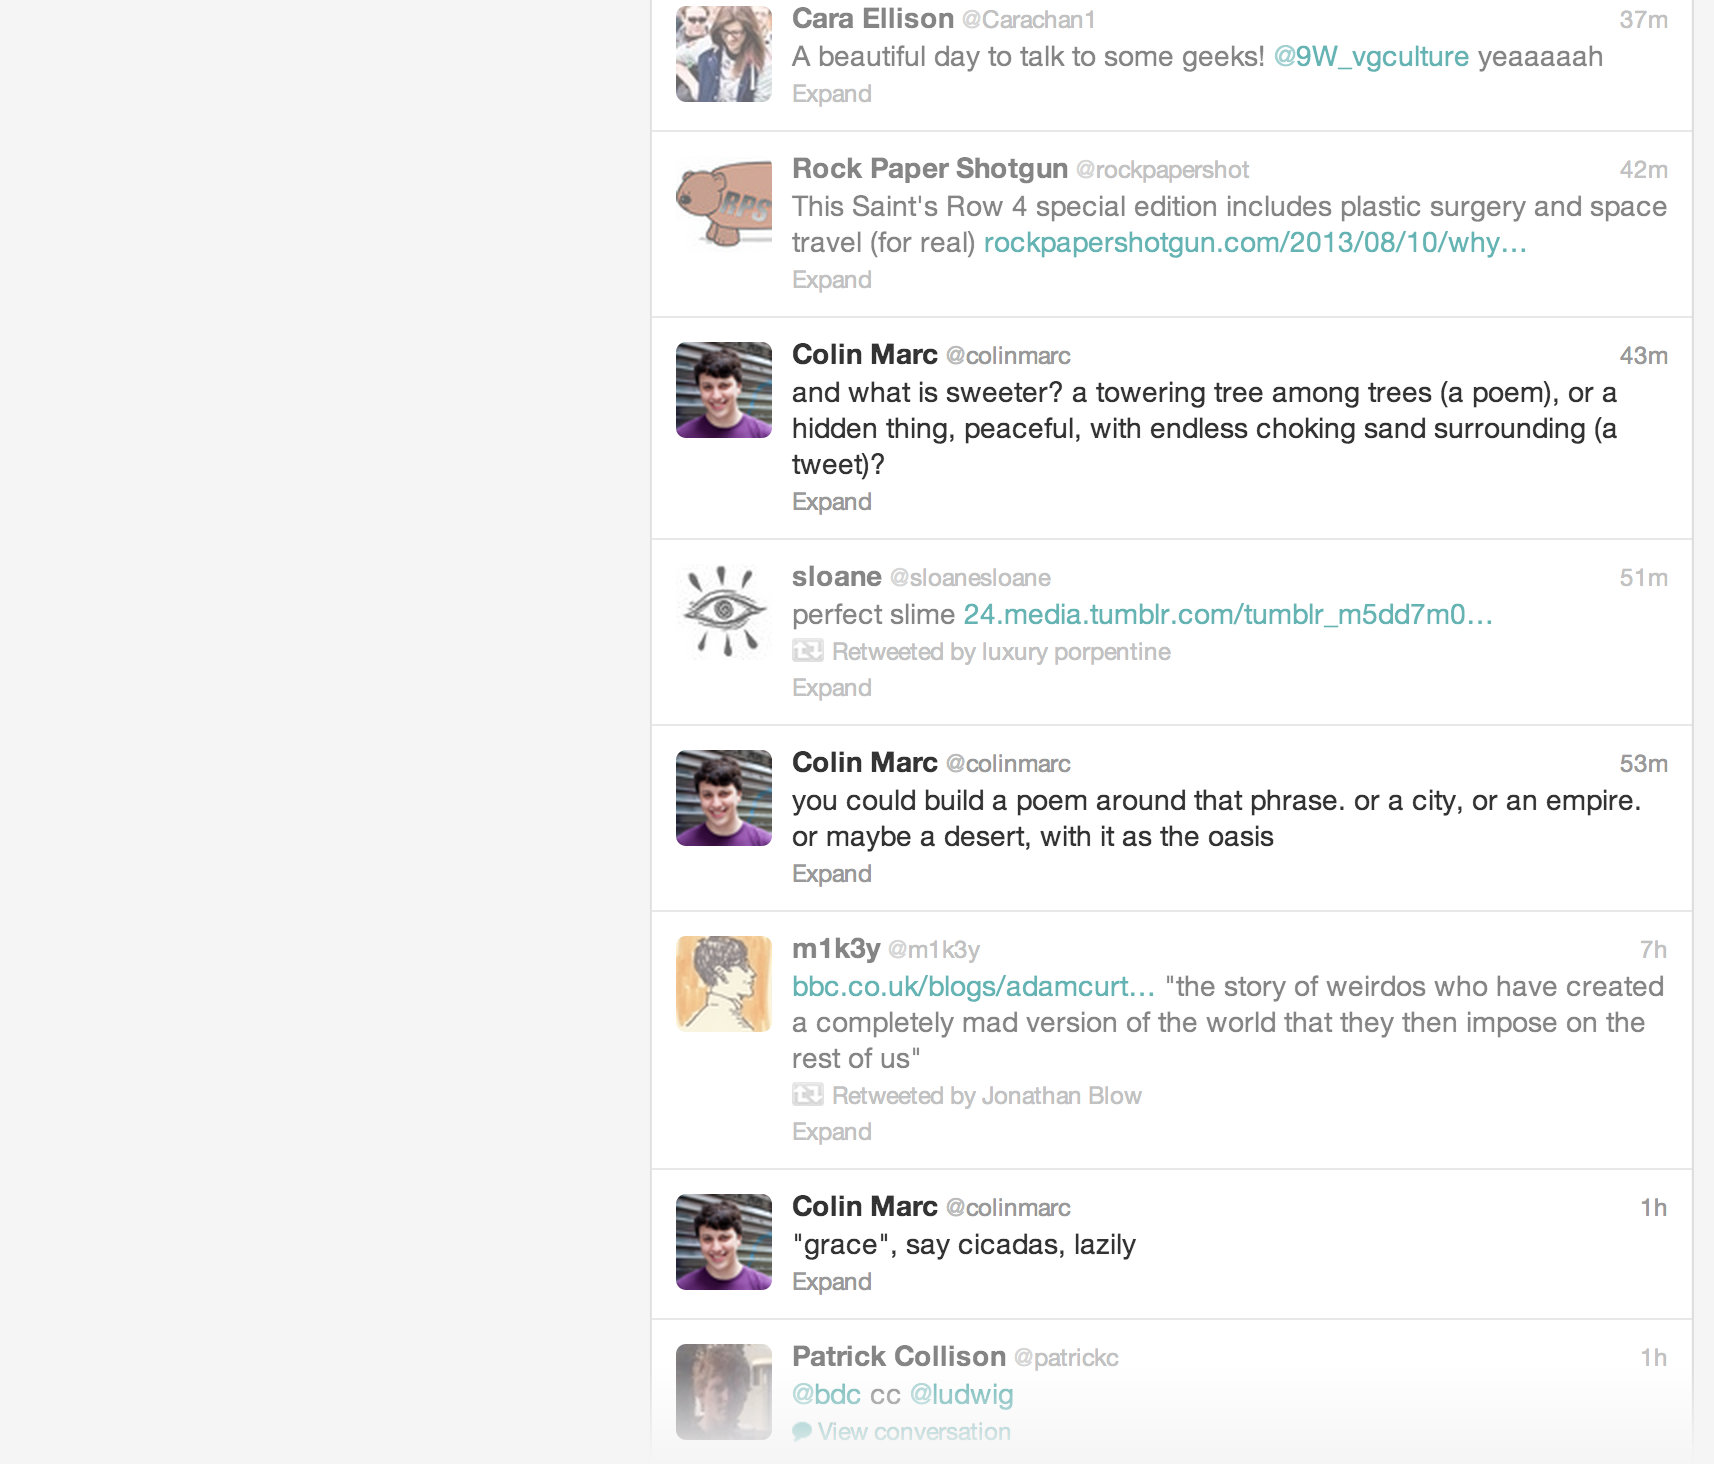 Cara Ellison @Carachan1 37m
A beautiful day to talk to some geeks! @9W_vgculture yeaaaaah
Expand
RPS
Rock Paper Shotgun @rockpapershot 42m
This Saint's Row 4 special edition includes plastic surgery and space
travel (for real) rockpapershotgun.com/2013/08/10/why…
Expand
Colin Marc @colinmarc 43m
and what is sweeter? a towering tree among trees (a poem), or a
hidden thing, peaceful, with endless choking sand surrounding (a
tweet)?
Expand
sloane @sloanesloane 51m
perfect slime 24.media.tumblr.com/tumblr_m5dd7m0…
Retweeted by luxury porpentine
Expand
Colin Marc @colinmarc 53m
you could build a poem around that phrase. or a city, or an empire.
or maybe a desert, with it as the oasis
Expand
m1k3y @m1k3y 7h
bbc.co.uk/blogs/adamcurt… "the story of weirdos who have created
a completely mad version of the world that they then impose on the
rest of us"
Retweeted by Jonathan Blow
Expand
Colin Marc @colinmarc 1h
"grace", say cicadas, lazily
Expand
Patrick Collison @patrickc 1h
@bdc cc @ludwig
View conversation